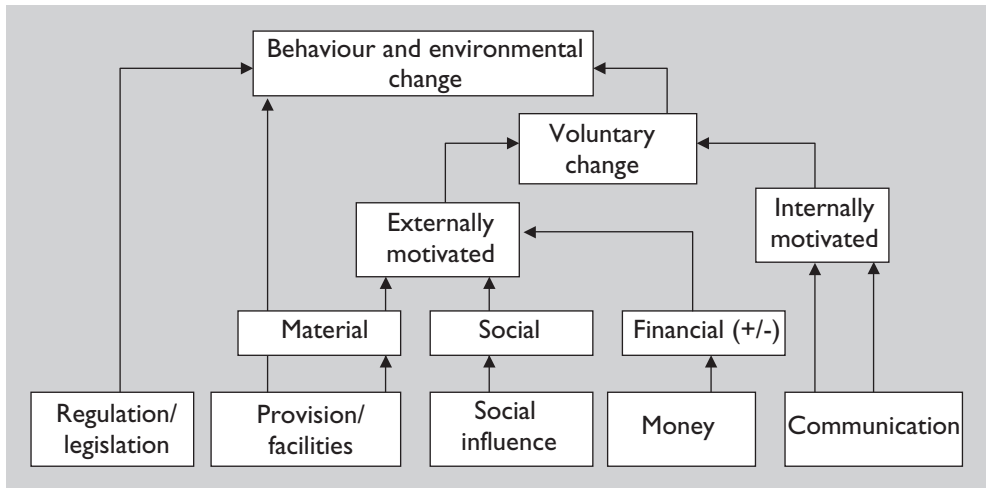 Behaviour and environmental
change
Voluntary
change
Externally
motivated
Internally
motivated
Material
Social
Financial (+/-)
Regulation/
legislation
Provision/
facilities
Social
influence
Money
Communication